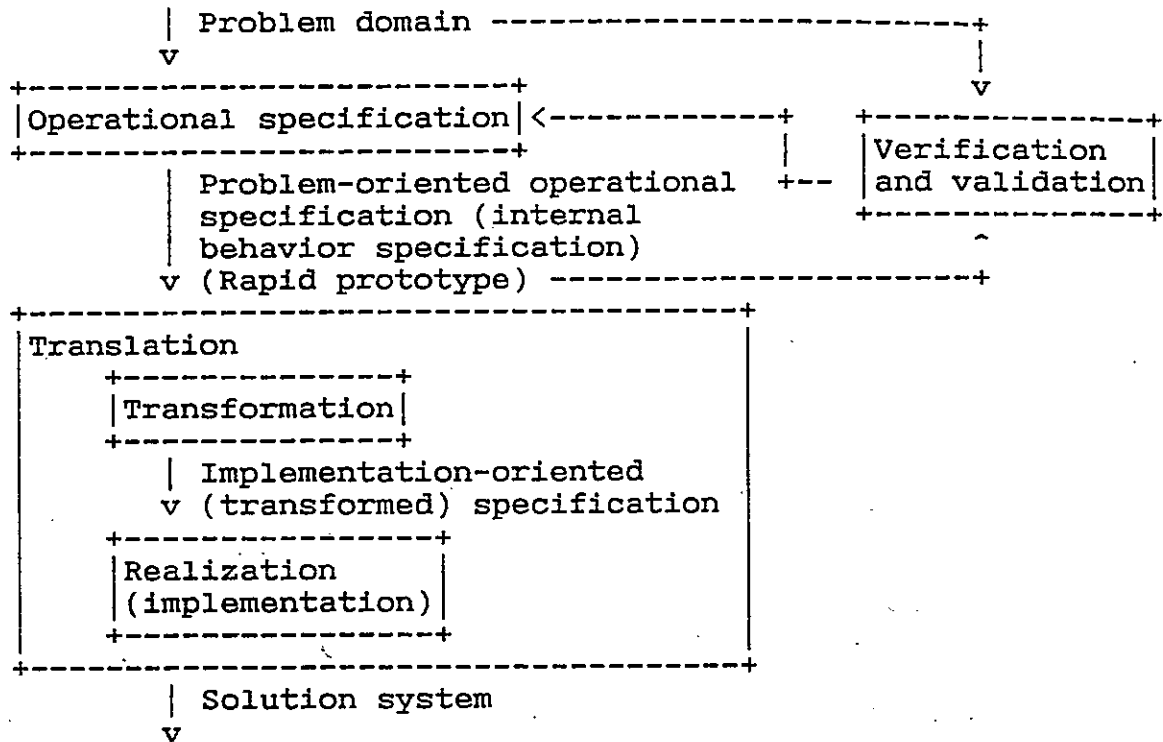 Problem domain
Operational specification
Verification
and validation
Problem-oriented operational
specification (internal
behavior specification)
(Rapid prototype)
Translation
Transformation
Implementation-oriented
(transformed) specification
Realization
(implementation)
Solution system